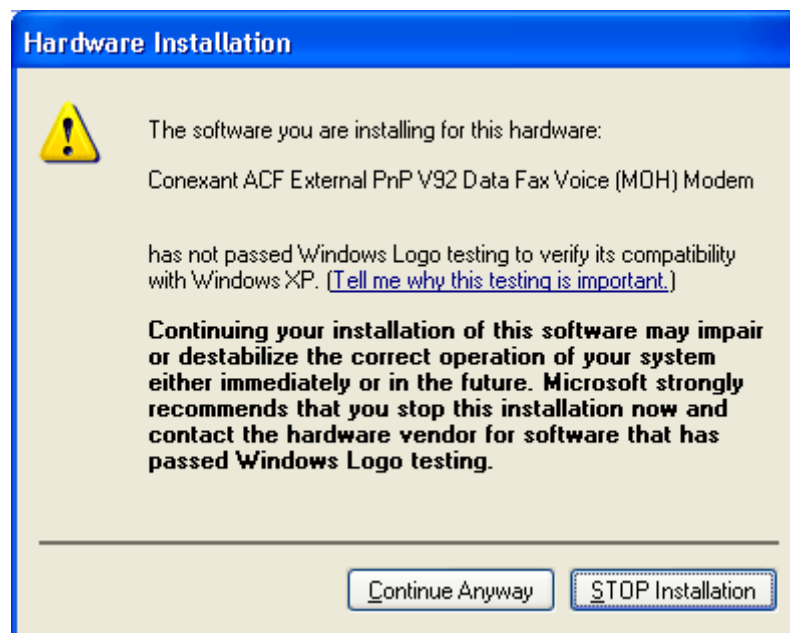 Hardware Installation
The software you are installing for this hardware:
Conexant ACF External PnP V92 Data Fax Voice (MOH) Modem
has not passed Windows Logo testing to verify its compatibility
with Windows XP. (Tell me why this testing is important.)
Continuing your installation of this software may impair
or destabilize the correct operation of your system
either immediately or in the future. Microsoft strongly
recommends that you stop this installation now and
contact the hardware vendor for software that has
passed Windows Logo testing.
Continue Anyway
STOP Installation